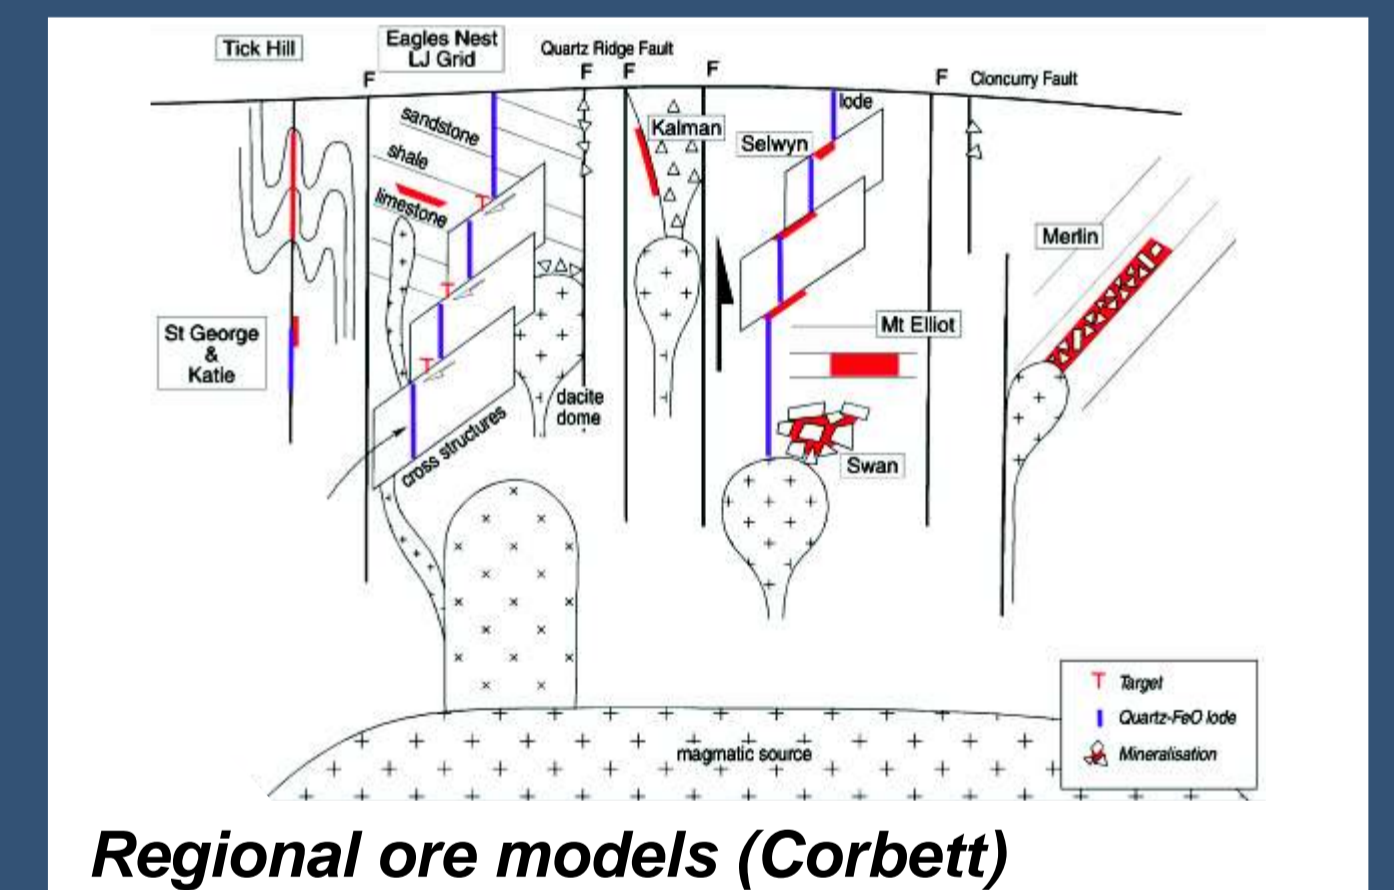 Tick Hill
Eagles Nest
LJ Grid
Quartz Ridge Fault
F
F
F
F
F
Cloncurry Fault
lode
sandstone
Kalman
Selwyn
shale
T
limestone
Merlin
T
St George
&
Katie
Mt Elliot
T
dacite
dome
cross structures
Swan
T Target
Quartz-FeO lode
magmatic source
Mineralisation
Regional ore models (Corbett)